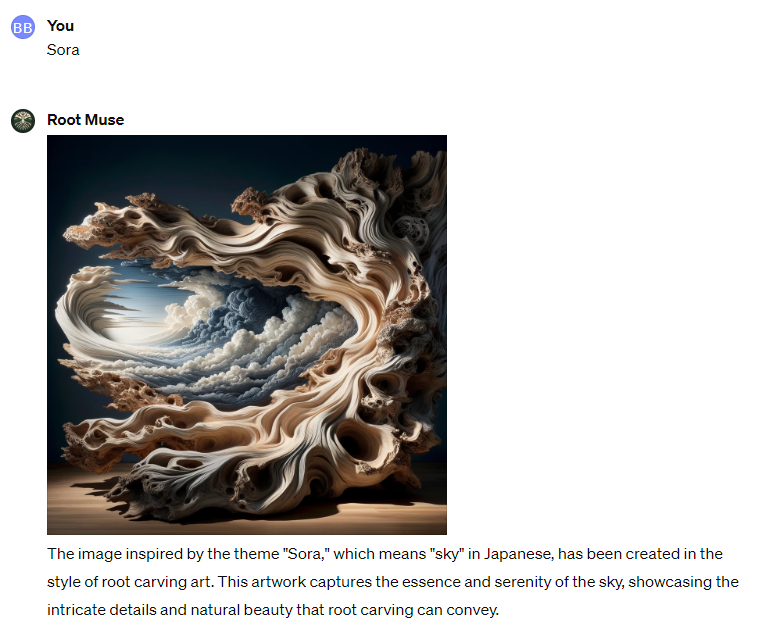 BB You
Sora
Root Muse
The image inspired by the theme "Sora," which means "sky" in Japanese, has been created in the
style of root carving art. This artwork captures the essence and serenity of the sky, showcasing the
intricate details and natural beauty that root carving can convey.